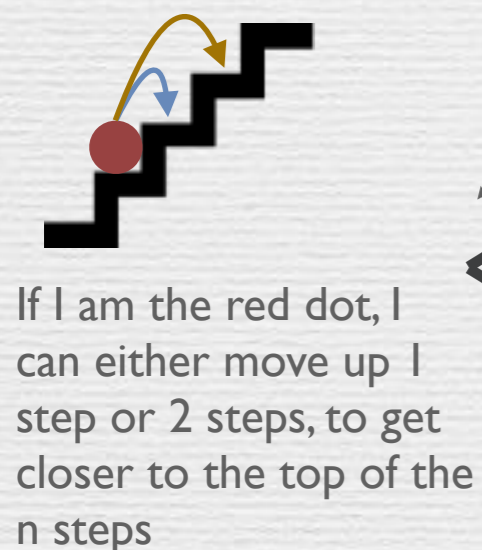 If I am the red dot, I
can either move up 1
step or 2 steps, to get
closer to the top of the
n steps